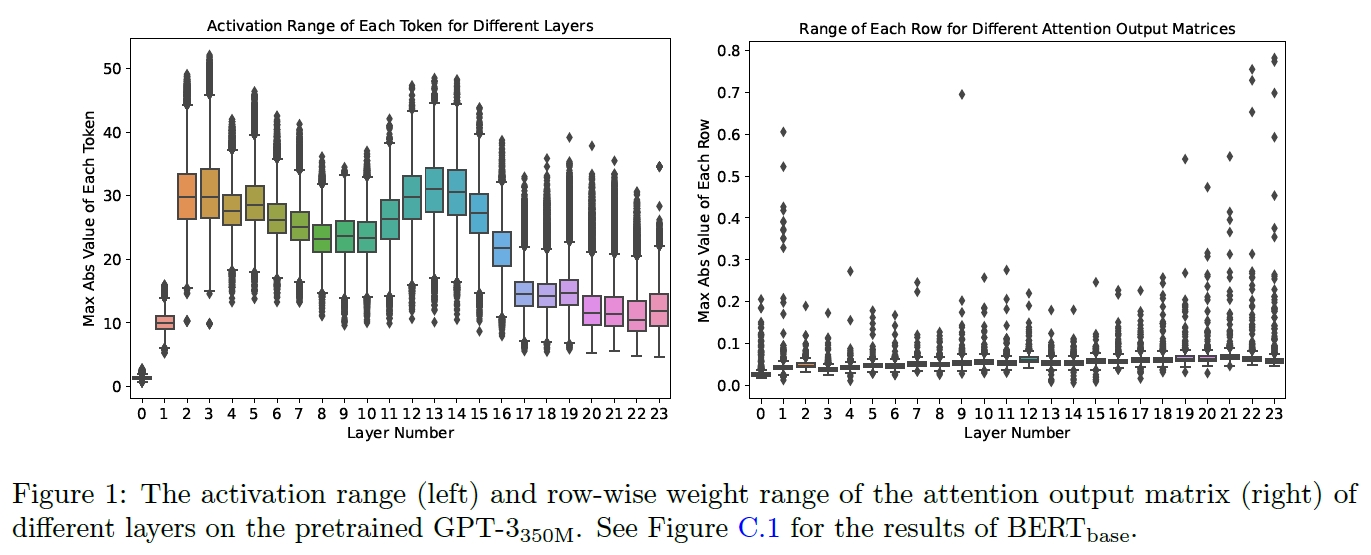 Activation Range of Each Token for Different Layers
Max Abs Value of Each Token
50
40
30
20
10
0
0 1 2 3 4 5 6 7 8 9 10 11 12 13 14 15 16 17 18 19 20 21 22 23
Layer Number
Range of Each Row for Different Attention Output Matrices
Max Abs Value of Each Row
0.8
0.7
0.6
0.5
0.4
0.3
0.2
0.1
0.0
0 1 2 3 4 5 6 7 8 9 10 11 12 13 14 15 16 17 18 19 20 21 22 23
Layer Number
Figure 1: The activation range (left) and row-wise weight range of the attention output matrix (right) of
different layers on the pretrained GPT-3350M. See Figure C.1 for the results of BERTbase.